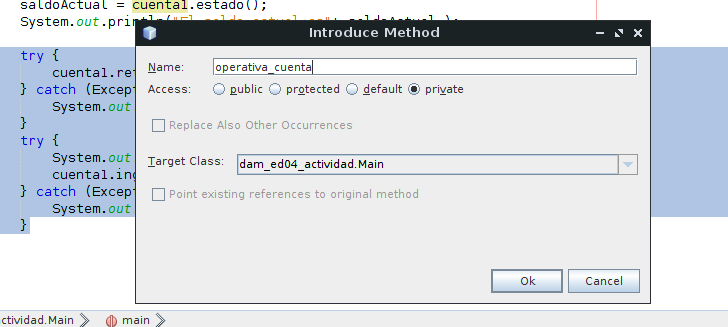 saldoActual = cuenta1.estado();
System.out.println("El saldo actual es"+ saldoActual );
Introduce Method
try {
cuenta1.ret
} catch (Except
System.out
}
try {
System.out
cuenta1.ing
} catch (Except
System.out
}
Name: operativa_cuenta
Access: public protected default private
Replace Also Other Occurrences
Target Class: dam_ed04_actividad.Main
Point existing references to original method
Ok Cancel
ctividad.Main main